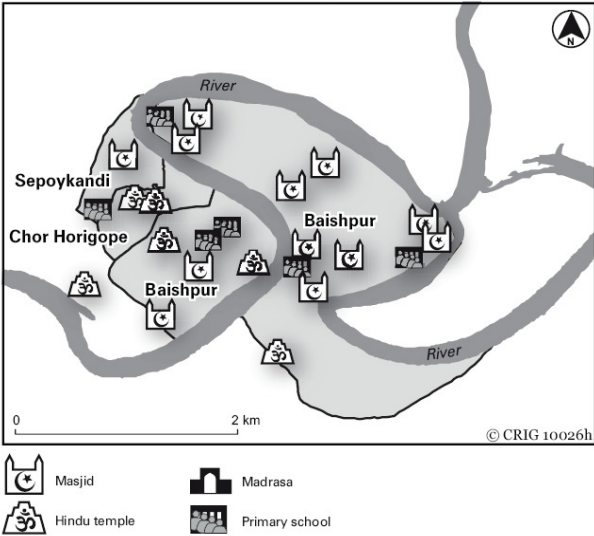 N
River
Sepoykandi
Baishpur
Chor Horigope
Baishpur
River
0 2 km
© CRIG 10026h
Masjid
Madrasa
Hindu temple
Primary school